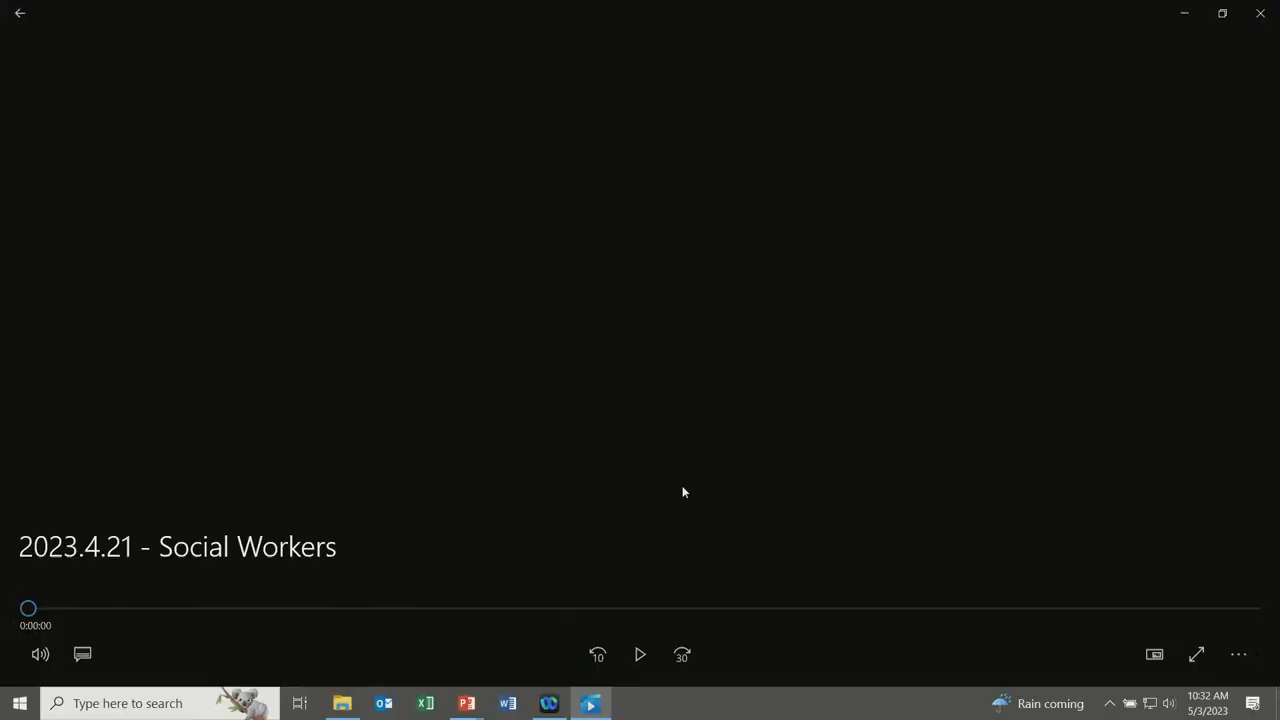 2023.4.21 - Social Workers
0:00:00
10
30
Type here to search
Rain coming
10:32 AM
5/3/2023